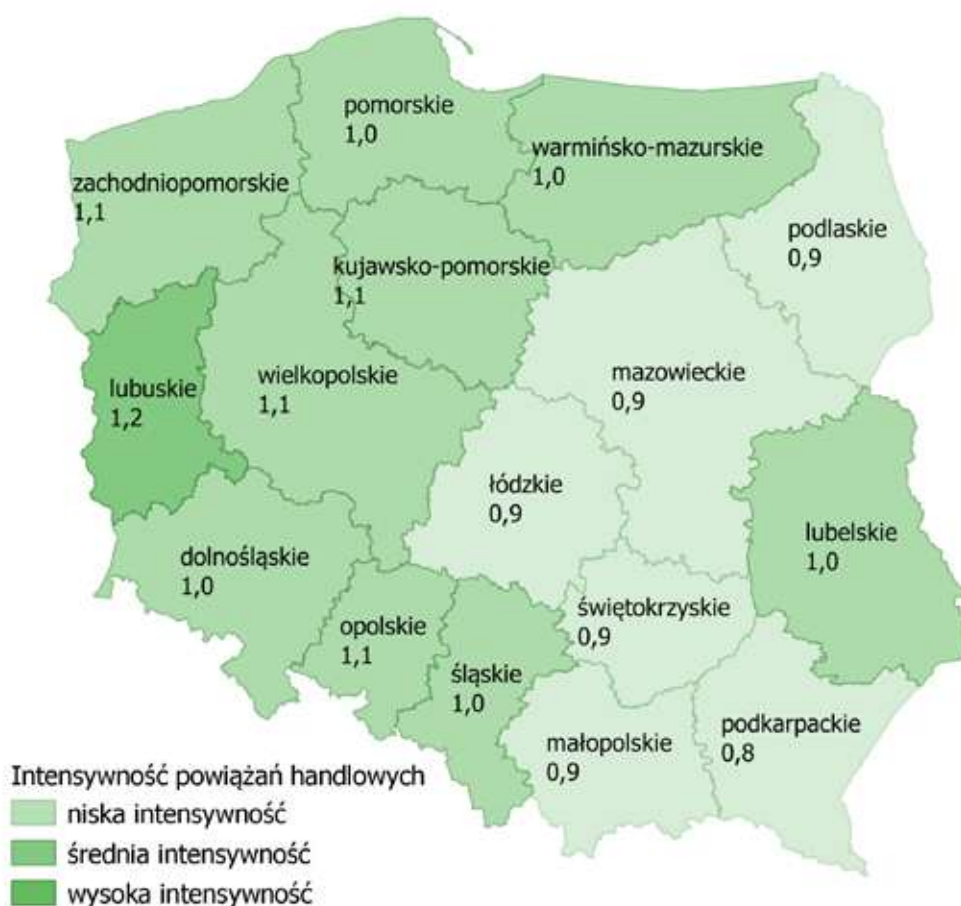 pomorskie
1,0
warmińsko-mazurskie
1,0
zachodniopomorskie
1,1
podlaskie
0,9
kujawsko-pomorskie
1,1
wielkopolskie
1,1
mazowieckie
0,9
lubuskie
1,2
łódzkie
0,9
lubelskie
1,0
dolnośląskie
1,0
świętokrzyskie
0,9
opolskie
1,1
śląskie
1,0
podkarpackie
0,8
małopolskie
0,9
Intensywność powiązań handlowych
niska intensywność
średnia intensywność
wysoka intensywność